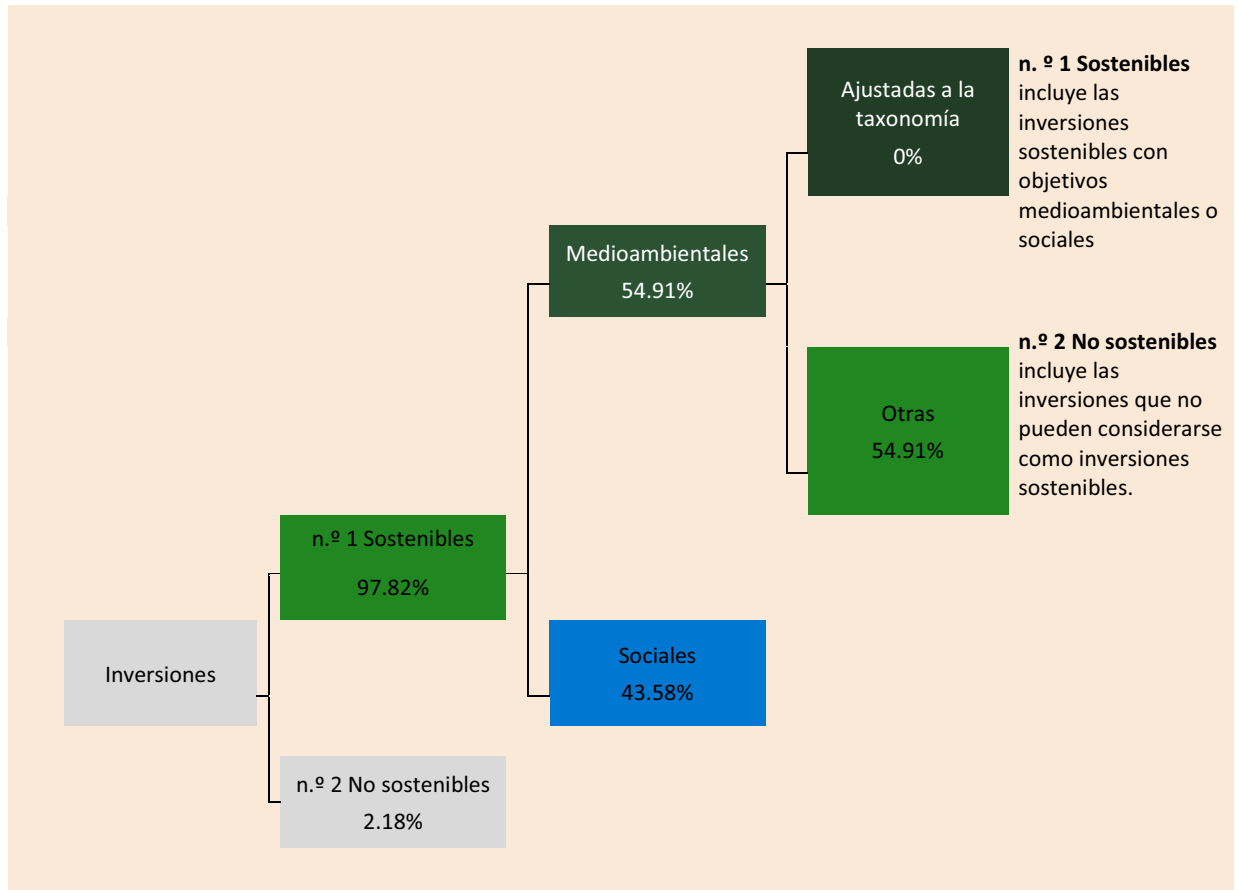 Ajustadas a la
taxonomía
0%
n. º 1 Sostenibles
incluye las
inversiones
sostenibles con
objetivos
medioambientales o
sociales
Medioambientales
54.91%
n.º 2 No sostenibles
incluye las
inversiones que no
pueden considerarse
como inversiones
sostenibles.
Otras
54.91%
n.º 1 Sostenibles
97.82%
Inversiones
Sociales
43.58%
n.º 2 No sostenibles
2.18%